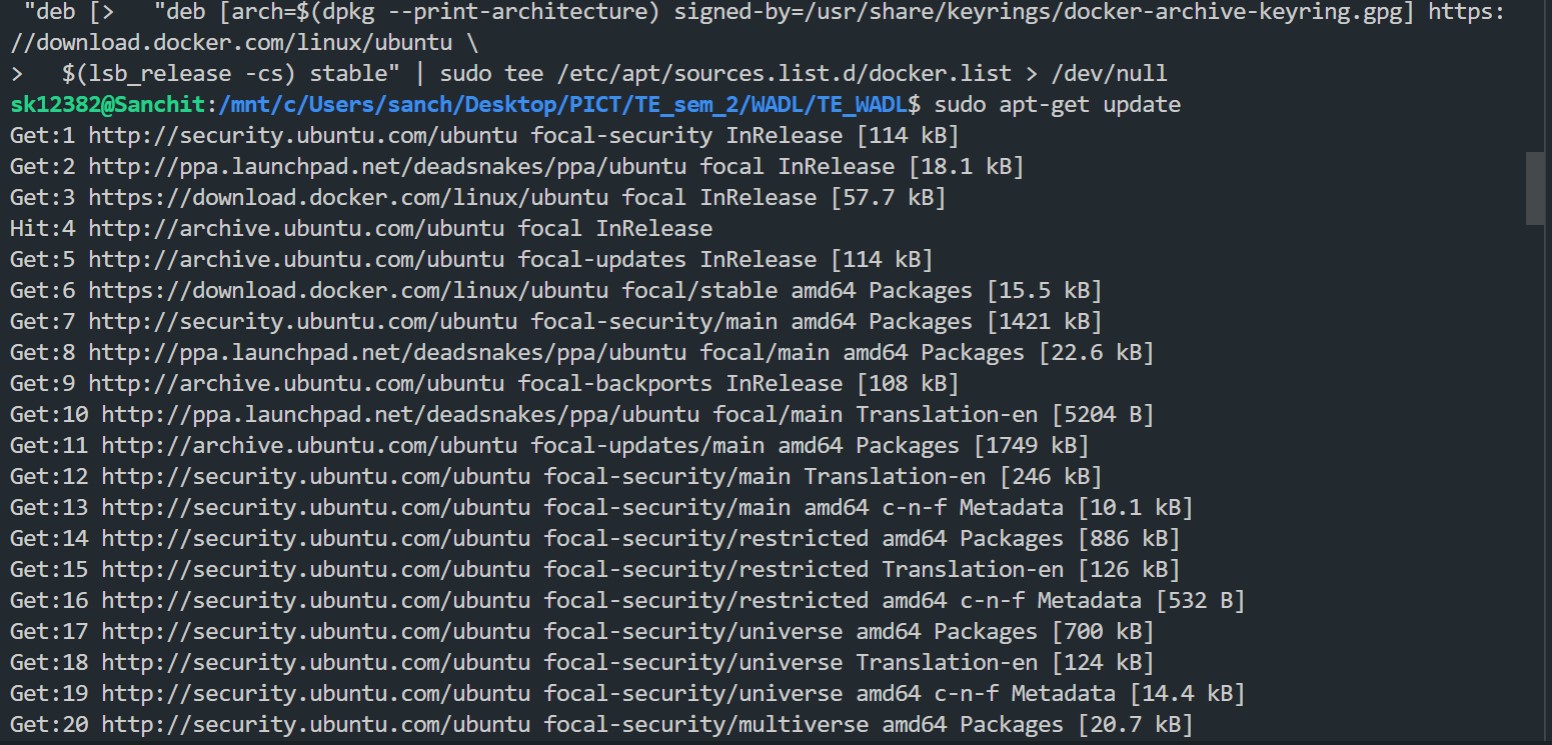 "deb [>   "deb [arch=$(dpkg --print-architecture) signed-by=/usr/share/keyrings/docker-archive-keyring.gpg] https:
//download.docker.com/linux/ubuntu \
>   $(lsb_release -cs) stable" | sudo tee /etc/apt/sources.list.d/docker.list > /dev/null
sk12382@Sanchit:/mnt/c/Users/sanch/Desktop/PICT/TE_sem_2/WADL/TE_WADL$ sudo apt-get update
Get:1 http://security.ubuntu.com/ubuntu focal-security InRelease [114 kB]
Get:2 http://ppa.launchpad.net/deadsnakes/ppa/ubuntu focal InRelease [18.1 kB]
Get:3 https://download.docker.com/linux/ubuntu focal InRelease [57.7 kB]
Hit:4 http://archive.ubuntu.com/ubuntu focal InRelease
Get:5 http://archive.ubuntu.com/ubuntu focal-updates InRelease [114 kB]
Get:6 https://download.docker.com/linux/ubuntu focal/stable amd64 Packages [15.5 kB]
Get:7 http://security.ubuntu.com/ubuntu focal-security/main amd64 Packages [1421 kB]
Get:8 http://ppa.launchpad.net/deadsnakes/ppa/ubuntu focal/main amd64 Packages [22.6 kB]
Get:9 http://archive.ubuntu.com/ubuntu focal-backports InRelease [108 kB]
Get:10 http://ppa.launchpad.net/deadsnakes/ppa/ubuntu focal/main Translation-en [5204 B]
Get:11 http://archive.ubuntu.com/ubuntu focal-updates/main amd64 Packages [1749 kB]
Get:12 http://security.ubuntu.com/ubuntu focal-security/main Translation-en [246 kB]
Get:13 http://security.ubuntu.com/ubuntu focal-security/main amd64 c-n-f Metadata [10.1 kB]
Get:14 http://security.ubuntu.com/ubuntu focal-security/restricted amd64 Packages [886 kB]
Get:15 http://security.ubuntu.com/ubuntu focal-security/restricted Translation-en [126 kB]
Get:16 http://security.ubuntu.com/ubuntu focal-security/restricted amd64 c-n-f Metadata [532 B]
Get:17 http://security.ubuntu.com/ubuntu focal-security/universe amd64 Packages [700 kB]
Get:18 http://security.ubuntu.com/ubuntu focal-security/universe Translation-en [124 kB]
Get:19 http://security.ubuntu.com/ubuntu focal-security/universe amd64 c-n-f Metadata [14.4 kB]
Get:20 http://security.ubuntu.com/ubuntu focal-security/multiverse amd64 Packages [20.7 kB]